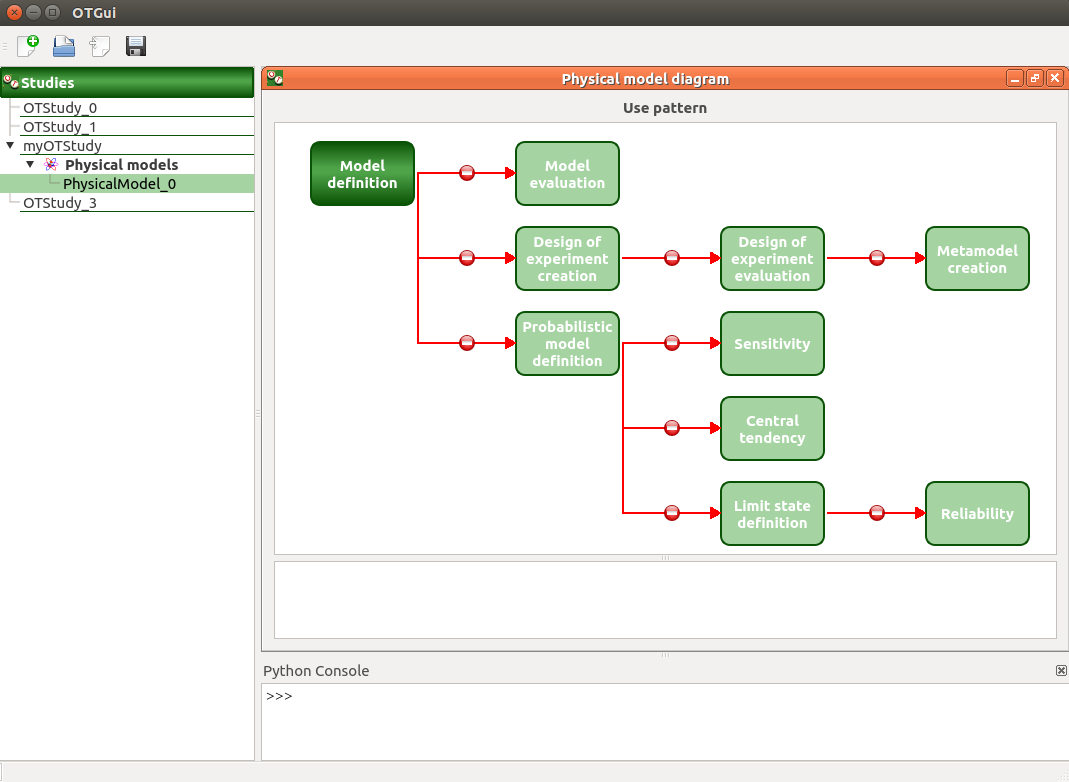 OTGui
Studies
OTStudy_0
OTStudy_1
myOTStudy
Physical models
PhysicalModel_0
OTStudy_3
Physical model diagram
Use pattern
Model
definition
Model
evaluation
Design of
experiment
creation
Design of
experiment
evaluation
Metamodel
creation
Probabilistic
model
definition
Sensitivity
Central
tendency
Limit state
definition
Reliability
Python Console
>>>